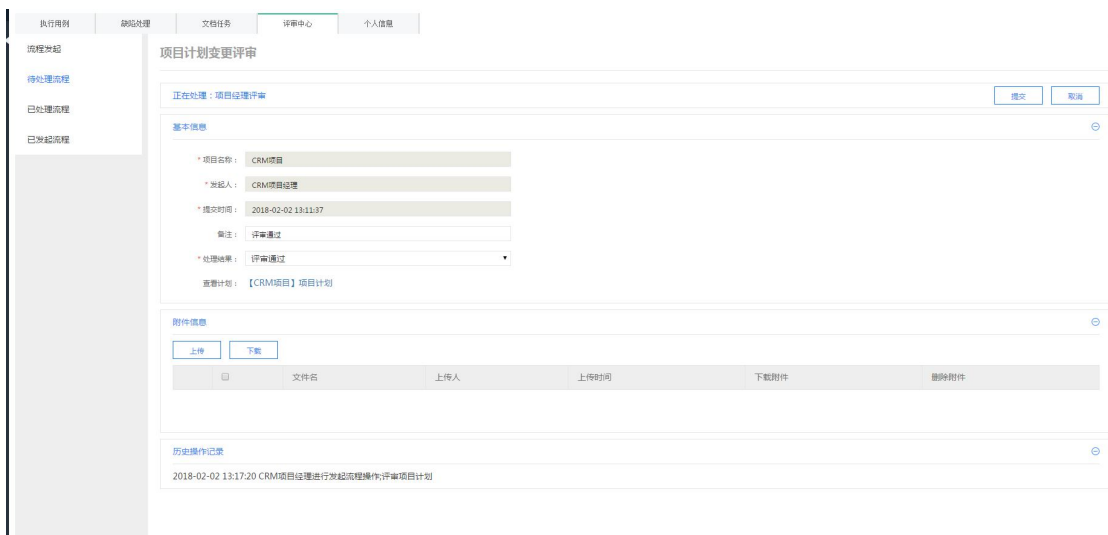 执行用例 缺陷处理 文档任务 评审中心 个人信息
流程发起
待处理流程
已处理流程
已发起流程
项目计划变更评审
正在处理：项目经理评审 提交 取消
基本信息
* 项目名称： CRM项目
* 发起人： CRM项目经理
* 提交时间： 2018-02-02 13:11:37
备注： 评审通过
* 处理结果： 评审通过
查看计划： 【CRM项目】项目计划
附件信息
上传 下载
文件名 上传人 上传时间 下载附件 删除附件
历史操作记录
2018-02-02 13:17:20 CRM项目经理进行发起流程操作;评审项目计划